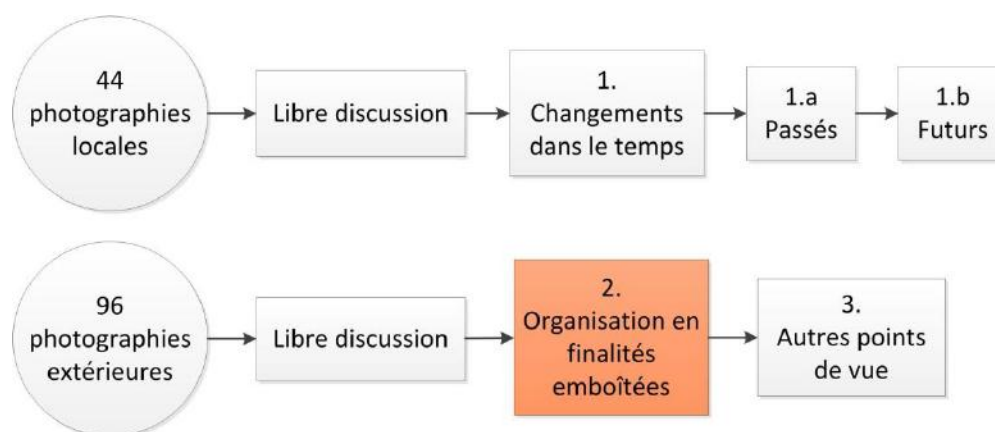 44
photographies
locales
Libre discussion
1.
Changements
dans le temps
1.a
Passés
1.b
Futurs
96
photographies
extérieures
Libre discussion
2.
Organisation en
finalités
emboîtées
3.
Autres points
de vue